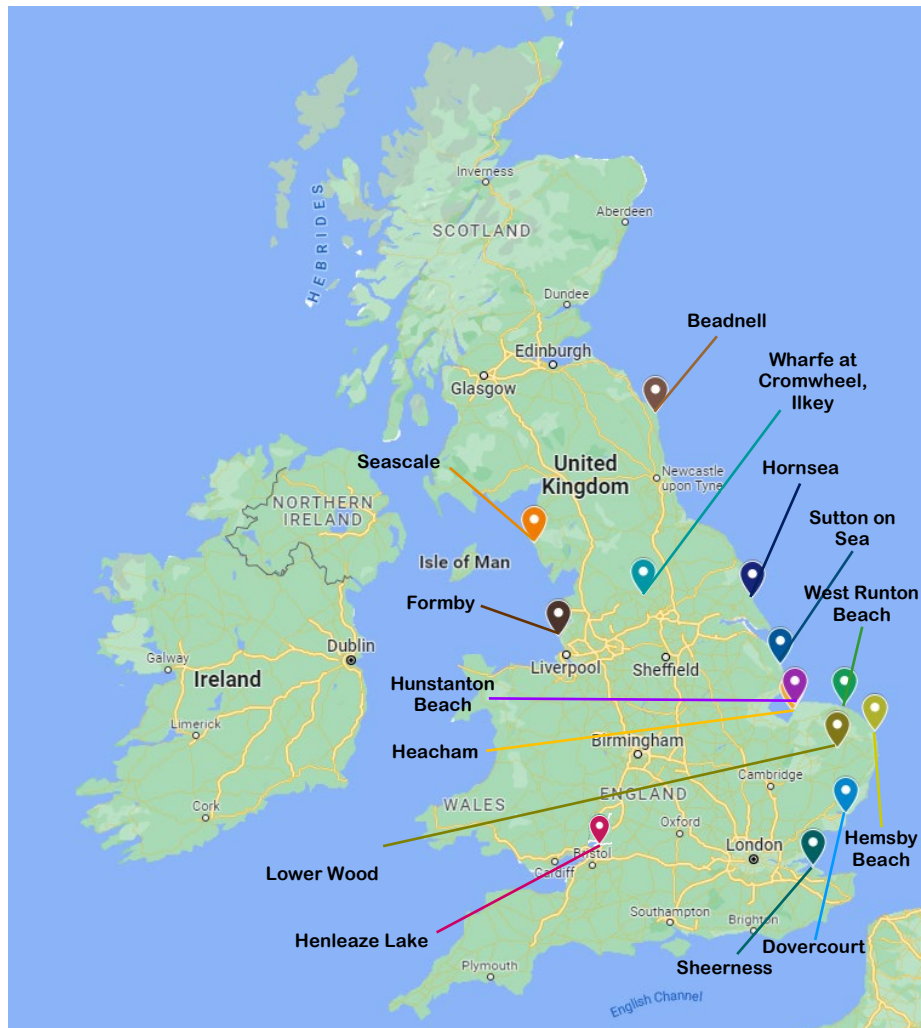 Inverness
Aberdeen
SCOTLAND
HEBRIDES
Dundee
Beadnell
Edinburgh
Glasgow
Wharfe at
Cromwheel,
Ilkey
Seascale
United
Kingdom
Newcastle
upon Tyne
Hornsea
NORTHERN
IRELAND
Sutton on
Sea
Isle of Man
West Runton
Beach
Formby
Dublin
Galway
Liverpool
Sheffield
Ireland
Hunstanton
Beach
Limerick
Heacham
Birmingham
Cambridge
Cork
WALES
ENGLAND
Oxford
Hemsby
Beach
London
Lower Wood
Cardiff
Bristol
Henleaze Lake
Southampton
Brighton
Dovercourt
Sheerness
Plymouth
English Channel